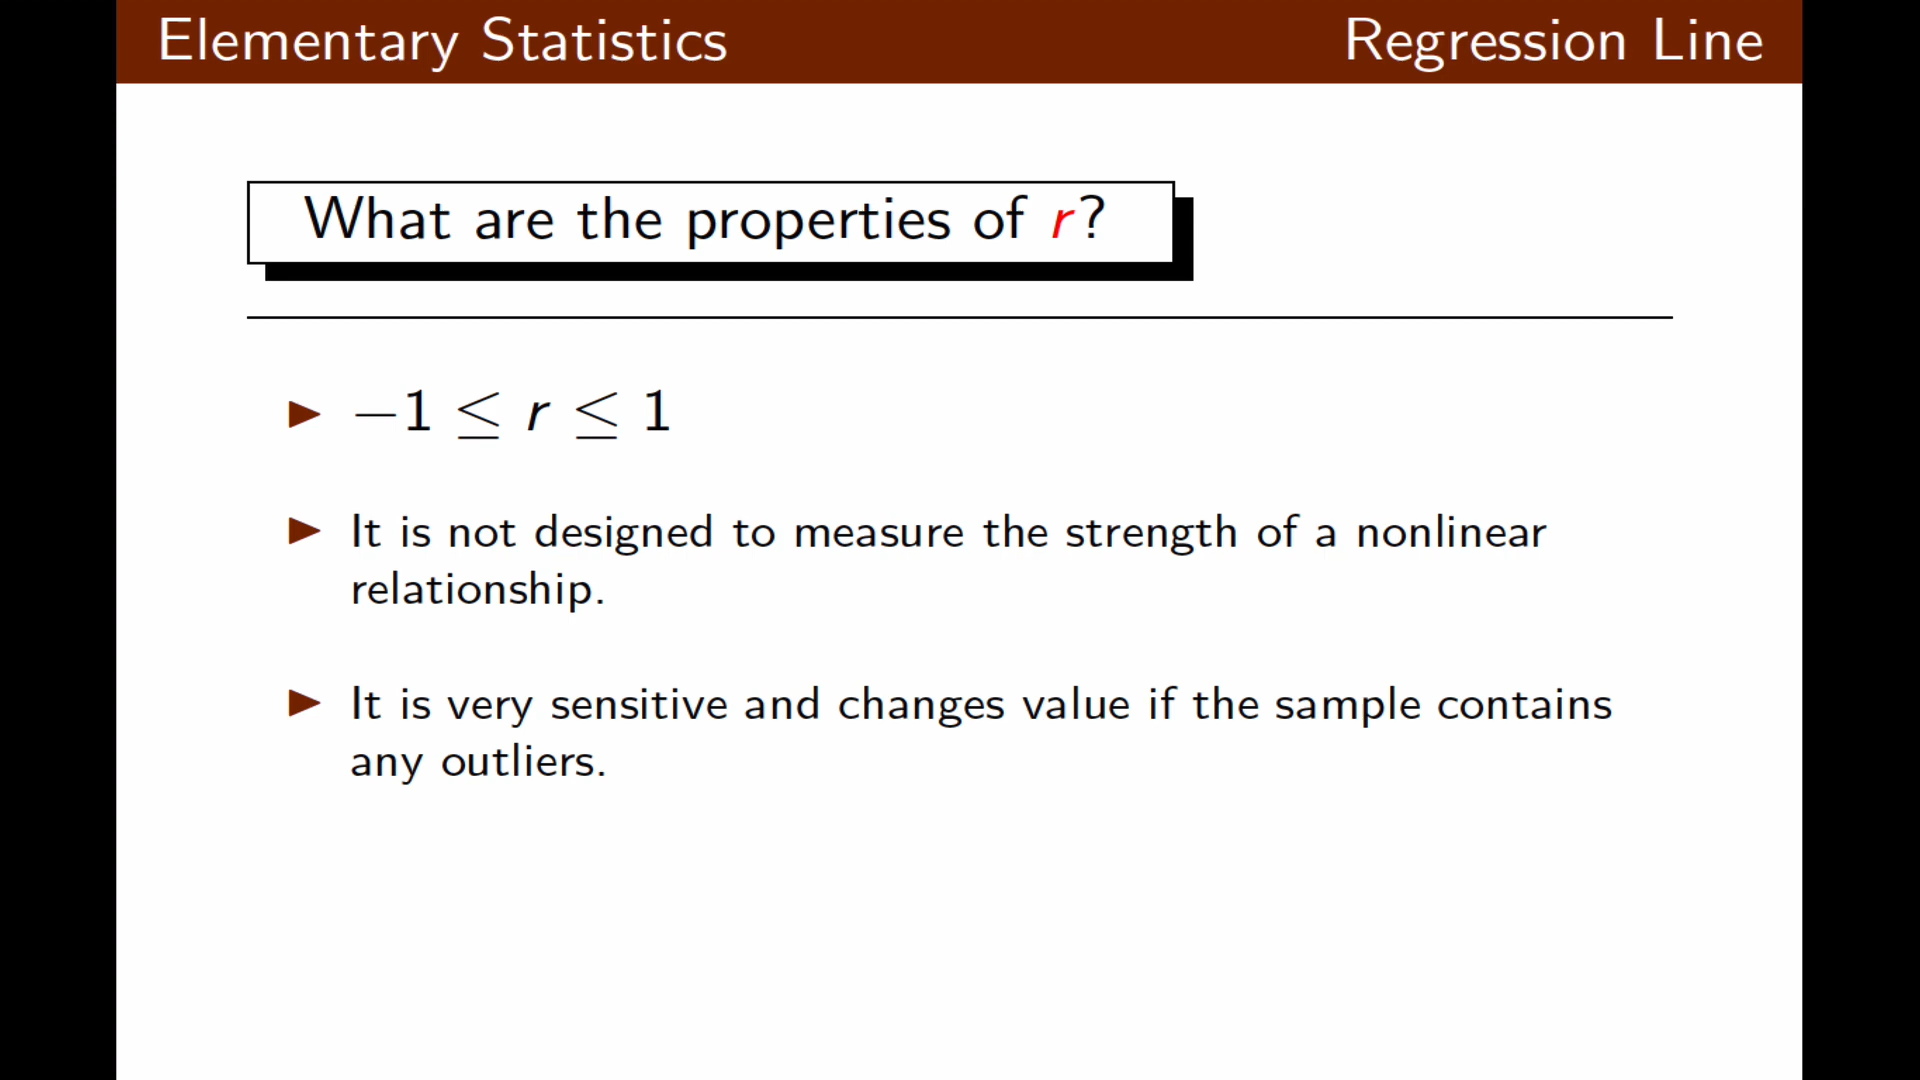 Elementary Statistics
Regression Line
What are the properties of r?
−1 ≤ r ≤ 1
It is not designed to measure the strength of a nonlinear
relationship.
It is very sensitive and changes value if the sample contains
any outliers.